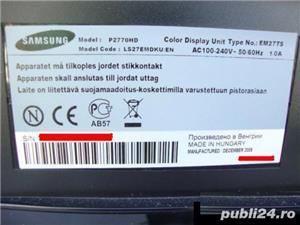 SAMSUNG
Model : P2770HD
Model Code : LS27EMDKU/EN
Color Display Unit Type No.: EM27TS
AC100-240V~ 50/60Hz 1.0A
Apparatet må tilkoples jordet stikkontakt
Apparaten skall anslutas till jordat uttag
Laite on liitettävä suojamaadoitus-koskettimilla varustettuun pistorasiaan
AB57
S/N
Произведено в Венгрии
MADE IN HUNGARY
MANUFACTURED: DECEMBER 2009
publi24.ro